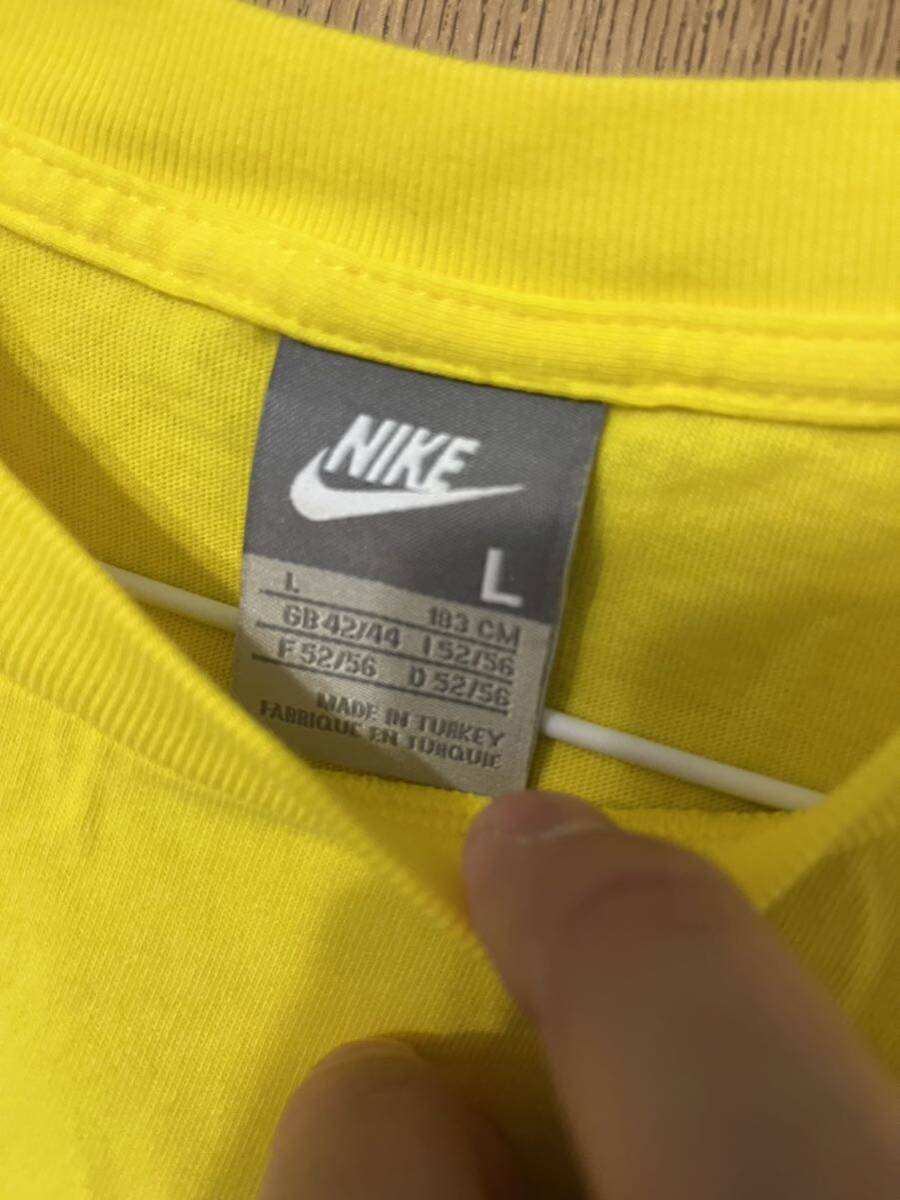 NIKE
L
L 183 CM
GB 42/44 I 52/56
F 52/56 D 52/56
MADE IN TURKEY
FABRIQUE EN TURQUIE